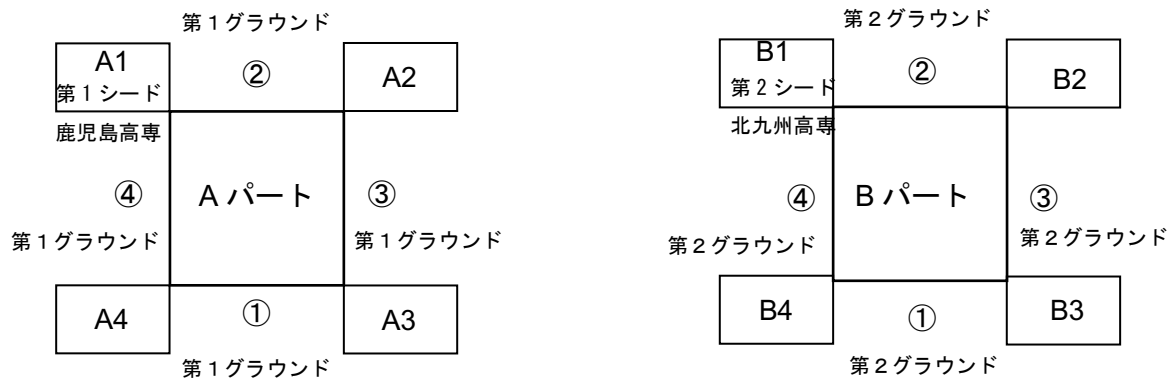 第1グラウンド
A1
第1シード
鹿児島高専
②
A2
④
Aパート
③
第1グラウンド
第1グラウンド
A4
①
A3
第1グラウンド
第2グラウンド
B1
第2シード
北九州高専
②
B2
④
Bパート
③
第2グラウンド
第2グラウンド
B4
①
B3
第2グラウンド